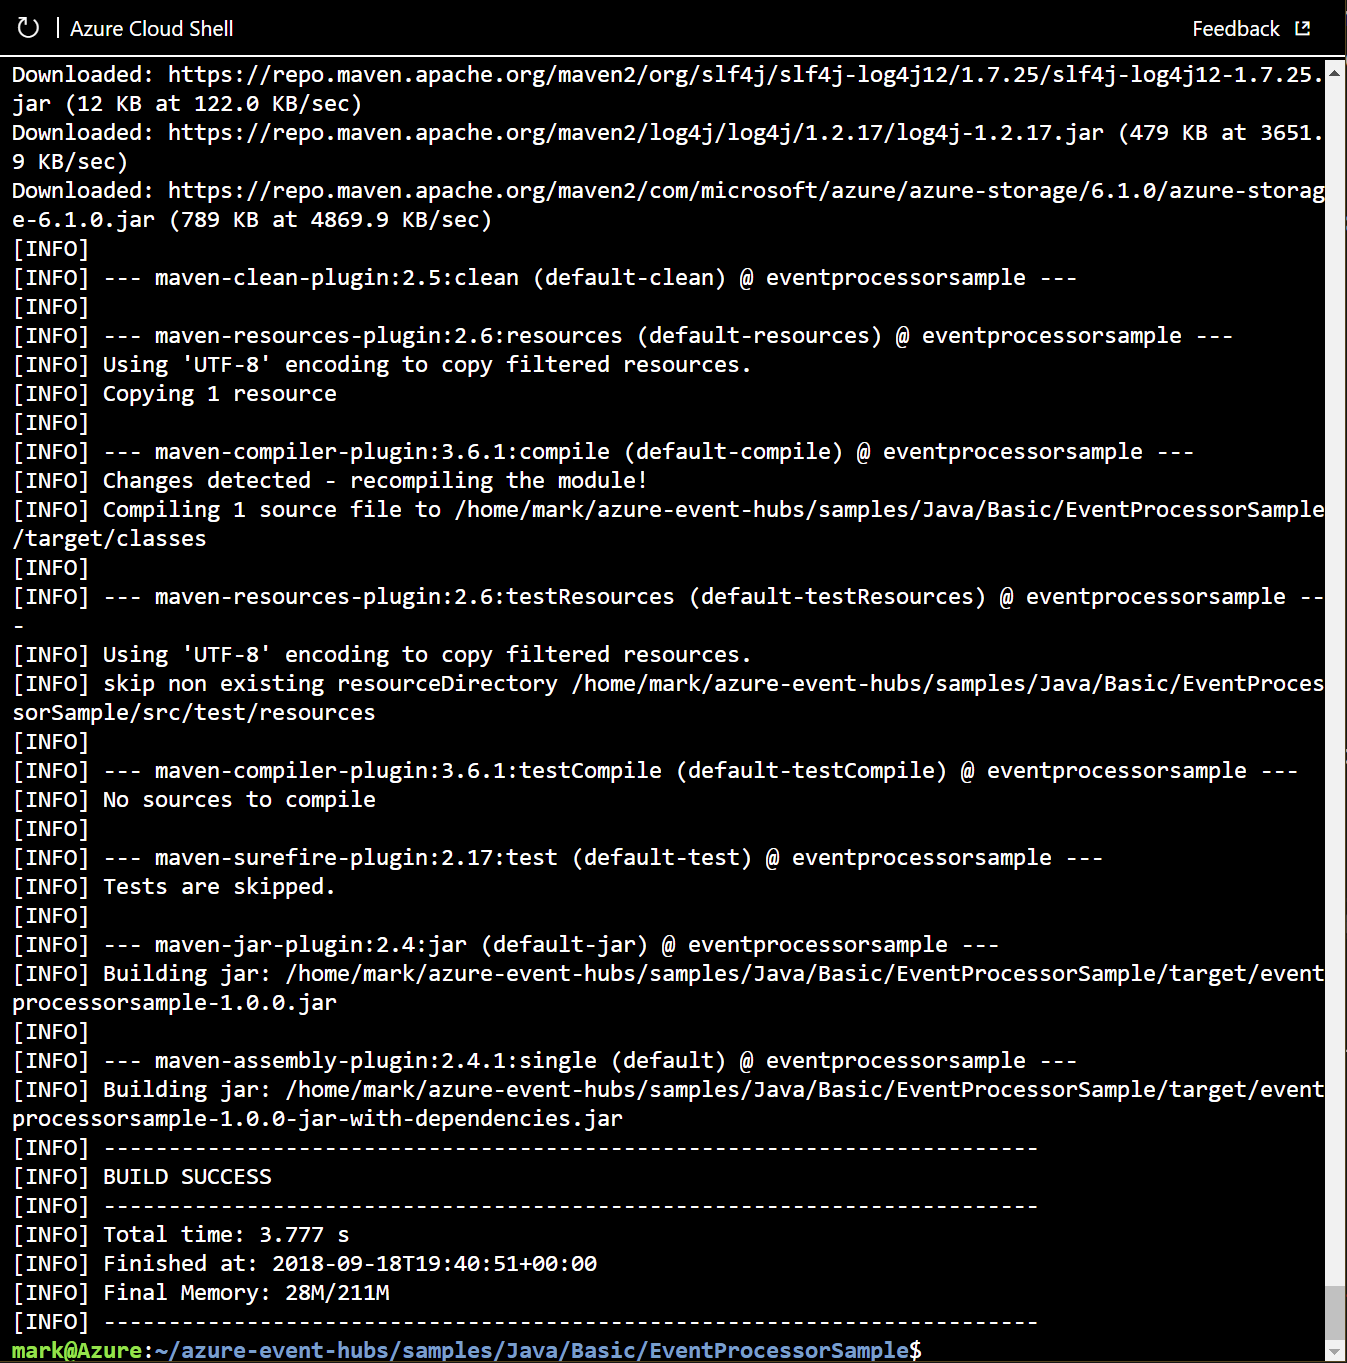 Azure Cloud Shell
Feedback
Downloaded: https://repo.maven.apache.org/maven2/org/slf4j/slf4j-log4j12/1.7.25/slf4j-log4j12-1.7.25.
jar (12 KB at 122.0 KB/sec)
Downloaded: https://repo.maven.apache.org/maven2/log4j/log4j/1.2.17/log4j-1.2.17.jar (479 KB at 3651.
9 KB/sec)
Downloaded: https://repo.maven.apache.org/maven2/com/microsoft/azure/azure-storage/6.1.0/azure-storag
e-6.1.0.jar (789 KB at 4869.9 KB/sec)
[INFO]
[INFO] --- maven-clean-plugin:2.5:clean (default-clean) @ eventprocessorsample ---
[INFO]
[INFO] --- maven-resources-plugin:2.6:resources (default-resources) @ eventprocessorsample ---
[INFO] Using 'UTF-8' encoding to copy filtered resources.
[INFO] Copying 1 resource
[INFO]
[INFO] --- maven-compiler-plugin:3.6.1:compile (default-compile) @ eventprocessorsample ---
[INFO] Changes detected - recompiling the module!
[INFO] Compiling 1 source file to /home/mark/azure-event-hubs/samples/Java/Basic/EventProcessorSample
/target/classes
[INFO]
[INFO] --- maven-resources-plugin:2.6:testResources (default-testResources) @ eventprocessorsample --
-
[INFO] Using 'UTF-8' encoding to copy filtered resources.
[INFO] skip non existing resourceDirectory /home/mark/azure-event-hubs/samples/Java/Basic/EventProces
sorSample/src/test/resources
[INFO]
[INFO] --- maven-compiler-plugin:3.6.1:testCompile (default-testCompile) @ eventprocessorsample ---
[INFO] No sources to compile
[INFO]
[INFO] --- maven-surefire-plugin:2.17:test (default-test) @ eventprocessorsample ---
[INFO] Tests are skipped.
[INFO]
[INFO] --- maven-jar-plugin:2.4:jar (default-jar) @ eventprocessorsample ---
[INFO] Building jar: /home/mark/azure-event-hubs/samples/Java/Basic/EventProcessorSample/target/event
processorsample-1.0.0.jar
[INFO]
[INFO] --- maven-assembly-plugin:2.4.1:single (default) @ eventprocessorsample ---
[INFO] Building jar: /home/mark/azure-event-hubs/samples/Java/Basic/EventProcessorSample/target/event
processorsample-1.0.0-jar-with-dependencies.jar
[INFO] ------------------------------------------------------------------------
[INFO] BUILD SUCCESS
[INFO] ------------------------------------------------------------------------
[INFO] Total time: 3.777 s
[INFO] Finished at: 2018-09-18T19:40:51+00:00
[INFO] Final Memory: 28M/211M
[INFO] ------------------------------------------------------------------------
mark@Azure:~/azure-event-hubs/samples/Java/Basic/EventProcessorSample$